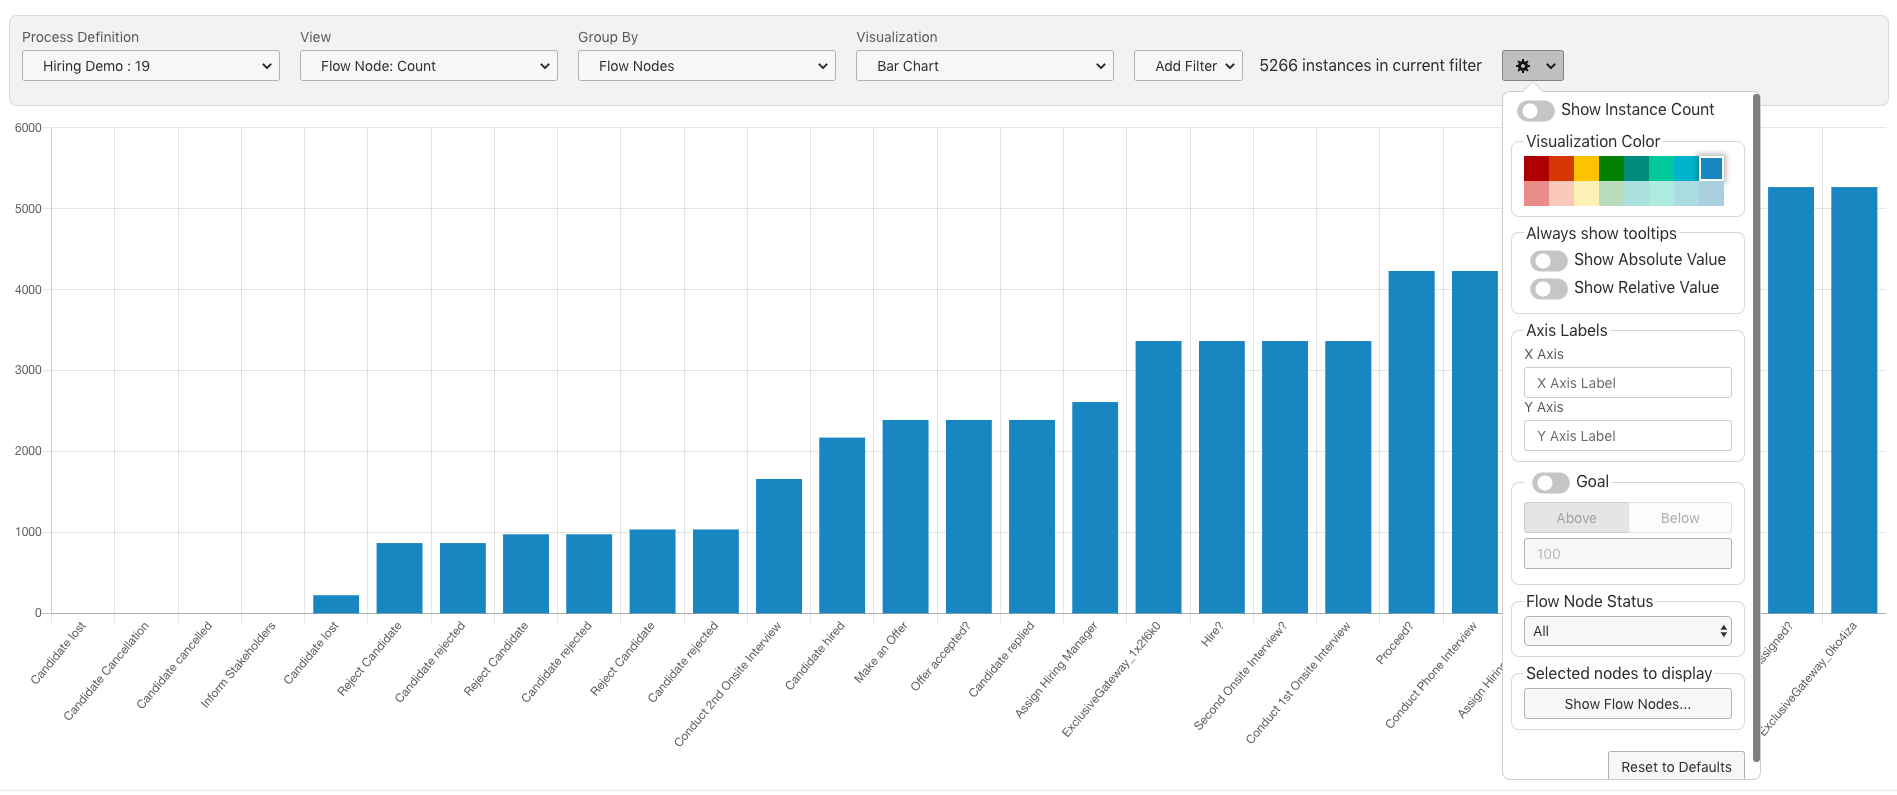 Process Definition
View
Group By
Visualization
Hiring Demo : 19
Flow Node: Count
Flow Nodes
Bar Chart
Add Filter
5266 instances in current filter
Show Instance Count
Visualization Color
Always show tooltips
Show Absolute Value
Show Relative Value
Axis Labels
X Axis
X Axis Label
Y Axis
Y Axis Label
Goal
Above
Below
100
Flow Node Status
All
Selected nodes to display
Show Flow Nodes...
Reset to Defaults
6000
5000
4000
3000
2000
1000
0
Candidate lost
Candidate Cancellation
Candidate cancelled
Inform Stakeholders
Candidate lost
Reject Candidate
Candidate rejected
Reject Candidate
Candidate rejected
Reject Candidate
Candidate rejected
Conduct 2nd Onsite Interview
Candidate hired
Make an Offer
Offer accepted?
Candidate replied
Assign Hiring Manager
ExclusiveGateway_1x2f6k0
Hire?
Second Onsite Interview?
Conduct 1st Onsite Interview
Proceed?
Conduct Phone Interview
Assign Hirin
ssigned?
ExclusiveGateway_0ko4iza